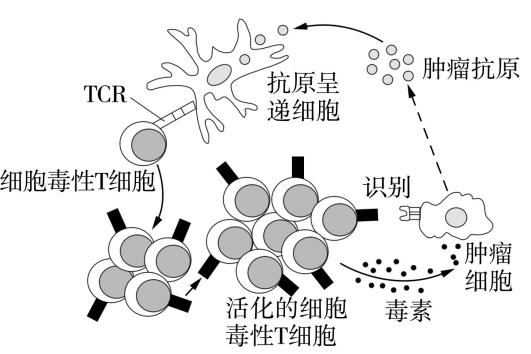 肿瘤抗原
抗原呈
递细胞
TCR
细胞毒性T细胞
识别
肿瘤
细胞
活化的细胞
毒性T细胞
毒素